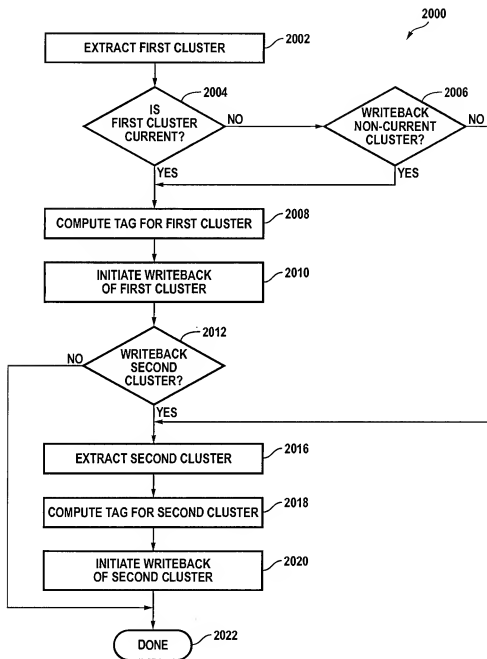 2000
EXTRACT FIRST CLUSTER
2002
IS
FIRST CLUSTER
CURRENT?
2004
NO
WRITEBACK
NON-CURRENT
CLUSTER?
2006
NO
YES
YES
COMPUTE TAG FOR FIRST CLUSTER
2008
INITIATE WRITEBACK
OF FIRST CLUSTER
2010
WRITEBACK
SECOND
CLUSTER?
2012
NO
YES
EXTRACT SECOND CLUSTER
2016
COMPUTE TAG FOR SECOND CLUSTER
2018
INITIATE WRITEBACK
OF SECOND CLUSTER
2020
DONE
2022